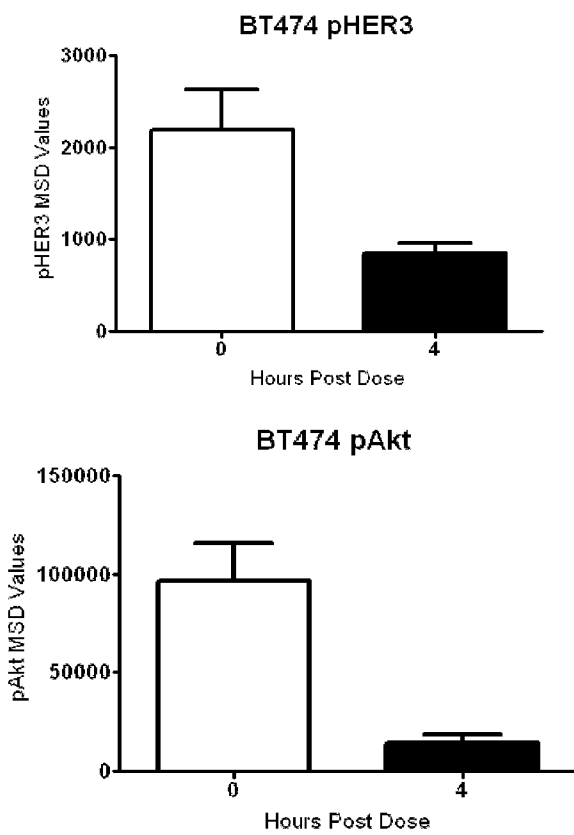 BT474 pHER3
3000
2000
1000
0
pHER3 MSD Values
0 4
Hours Post Dose
BT474 pAkt
150000
100000
50000
0
pAkt MSD Values
0 4
Hours Post Dose